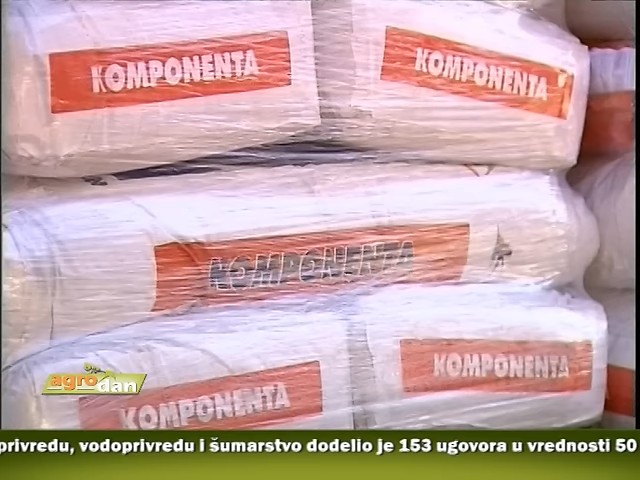 KOMPONENTA
KOMPONENTA
KOMPONENTA
KOMPONENTA
KOMPONENTA
agro
dan
privredu, vodoprivredu i šumarstvo dodelio je 153 ugovora u vrednosti 50